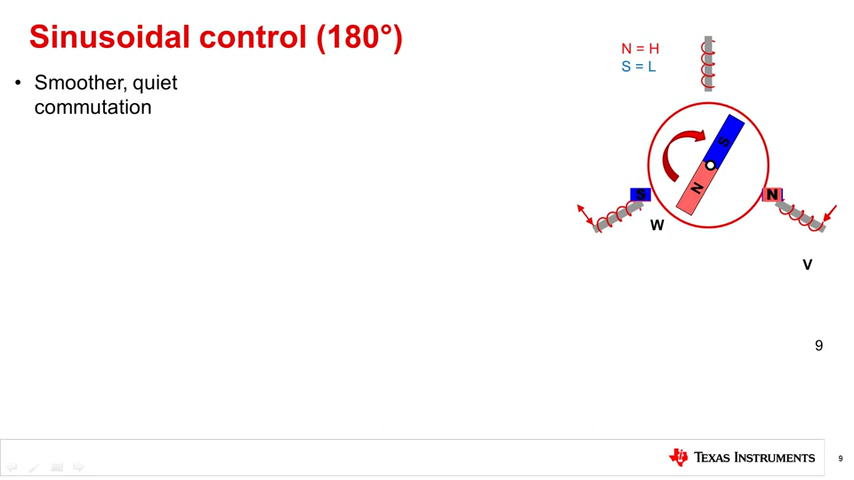 Sinusoidal control (180°)
• Smoother, quiet
commutation
N = H
S = L
S
N
S
N
W
V
9
TEXAS INSTRUMENTS
9